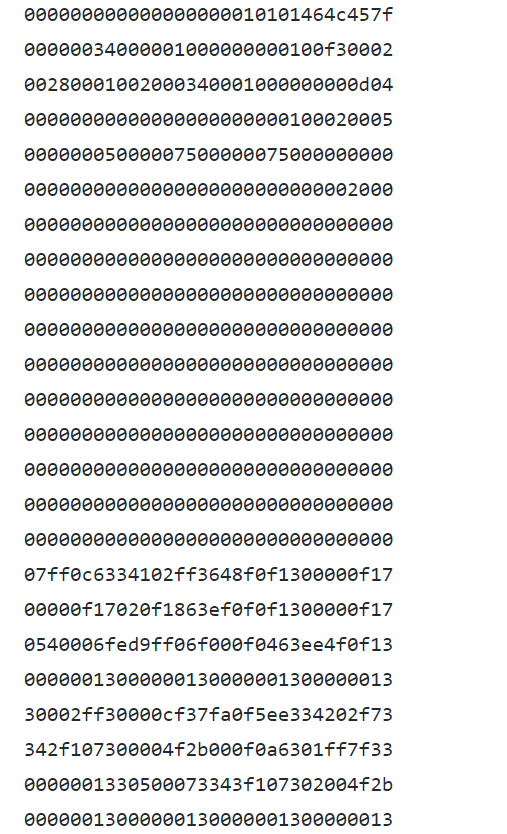 000000000000000000010101464c457f
00000034000001000000000100f30002
00280001002000340001000000000d04
00000000000000000000000100020005
00000005000007500000075000000000
00000000000000000000000000002000
00000000000000000000000000000000
00000000000000000000000000000000
00000000000000000000000000000000
00000000000000000000000000000000
00000000000000000000000000000000
00000000000000000000000000000000
00000000000000000000000000000000
00000000000000000000000000000000
00000000000000000000000000000000
00000000000000000000000000000000
07ff0c6334102ff3648f0f1300000f17
00000f17020f1863ef0f0f1300000f17
0540006fed9ff06f000f0463ee4f0f13
00000013000000130000001300000013
30002ff30000cf37fa0f5ee334202f73
342f107300004f2b000f0a6301ff7f33
0000001330500073343f107302004f2b
00000013000000130000001300000013